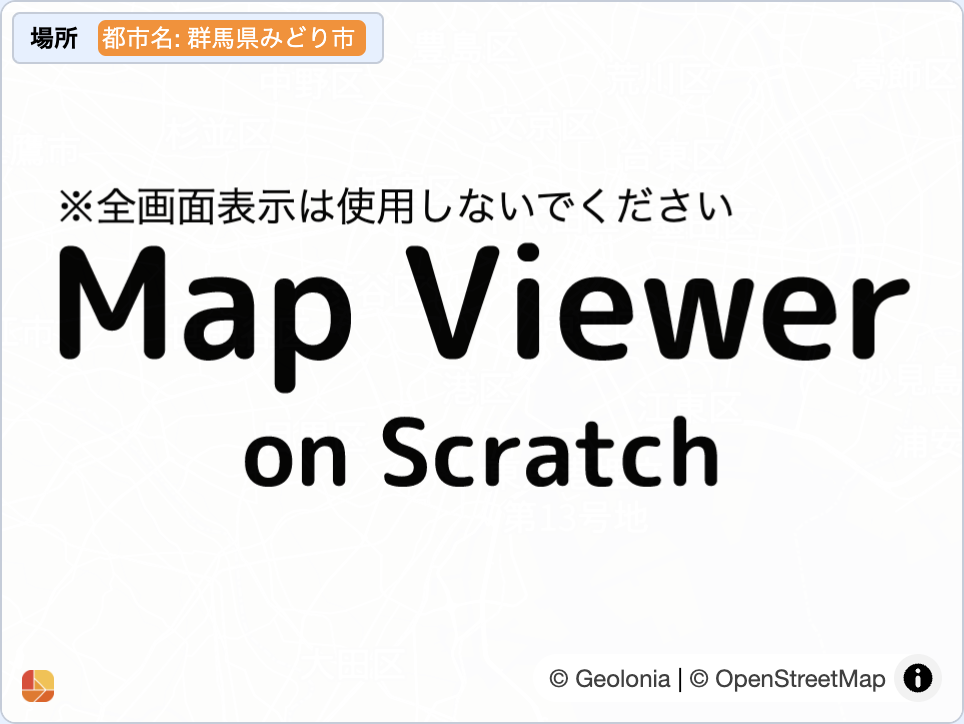 場所 都市名: 群馬県みどり市
※全画面表示は使用しないでください
Map Viewer
on Scratch
© Geolonia | © OpenStreetMap